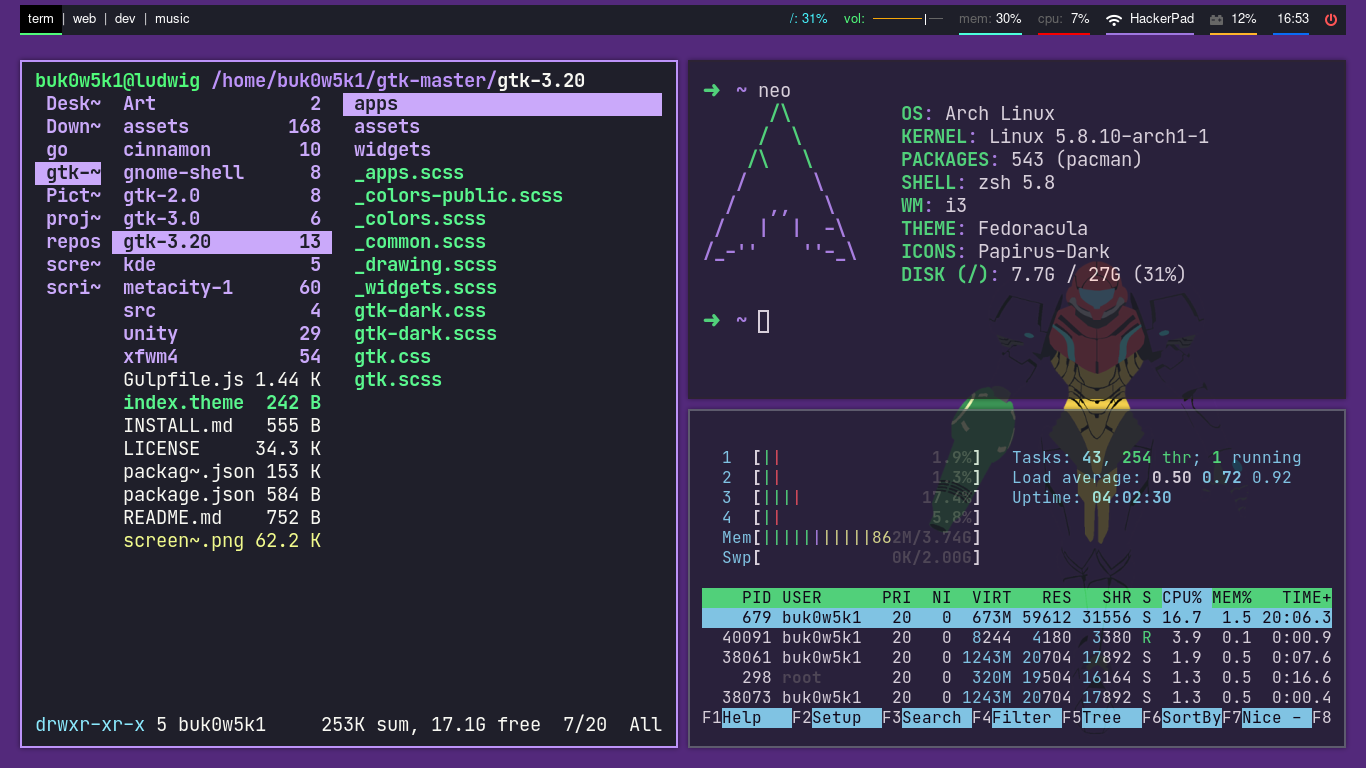 term | web | dev | music /: 31% vol: mem: 30% cpu: 7% HackerPad 12% 16:53
buk0w5k1@ludwig /home/buk0w5k1/gtk-master/gtk-3.20
Desk~ Art 2 apps
Down~ assets 168 assets
go cinnamon 10 widgets
gtk-~ gnome-shell 8 _apps.scss
Pict~ gtk-2.0 8 _colors-public.scss
proj~ gtk-3.0 6 _colors.scss
repos gtk-3.20 13 _common.scss
scre~ kde 5 _drawing.scss
scri~ metacity-1 60 _widgets.scss
src 4 gtk-dark.css
unity 29 gtk-dark.scss
xfwm4 54 gtk.css
Gulpfile.js 1.44 K gtk.scss
index.theme 242 B
INSTALL.md 555 B
LICENSE 34.3 K
packag~.json 153 K
package.json 584 B
README.md 752 B
screen~.png 62.2 K
drwxr-xr-x 5 buk0w5k1 253K sum, 17.1G free 7/20 All
➜ ~ neo
OS: Arch Linux
KERNEL: Linux 5.8.10-arch1-1
PACKAGES: 543 (pacman)
SHELL: zsh 5.8
WM: i3
THEME: Fedoracula
ICONS: Papirus-Dark
DISK (/): 7.7G / 27G (31%)
➜ ~
1 [|| 1.9%] Tasks: 43, 254 thr; 1 running
2 [|| 1.3%] Load average: 0.50 0.72 0.92
3 [|||| 17.4%] Uptime: 04:02:30
4 [|| 5.8%]
Mem[|||||||||||862M/3.74G]
Swp[ 0K/2.00G]
PID USER PRI NI VIRT RES SHR S CPU% MEM% TIME+
679 buk0w5k1 20 0 673M 59612 31556 S 16.7 1.5 20:06.3
40091 buk0w5k1 20 0 8244 4180 3380 R 3.9 0.1 0:00.9
38061 buk0w5k1 20 0 1243M 20704 17892 S 1.9 0.5 0:07.6
298 root 20 0 320M 19504 16164 S 1.3 0.5 0:16.6
38073 buk0w5k1 20 0 1243M 20704 17892 S 1.3 0.5 0:00.4
F1Help F2Setup F3Search F4Filter F5Tree F6SortByF7Nice -F8